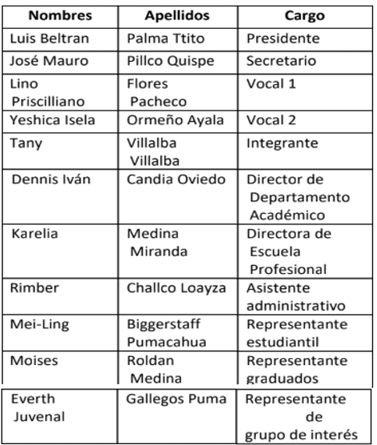 Nombres Apellidos Cargo
Luis Beltran Palma Ttito Presidente
José Mauro Pillco Quispe Secretario
Lino Flores Vocal 1
Priscilliano Pacheco
Yeshica Isela Ormeño Ayala Vocal 2
Tany Villalba Integrante
Villalba
Dennis Iván Candia Oviedo Director de
Departamento
Académico
Karelia Medina Directora de
Miranda Escuela
Profesional
Rimber Challco Loayza Asistente
administrativo
Mei-Ling Biggerstaff Representante
Pumacahua estudiantil
Moises Roldan Representante
Medina graduados
Everth Gallegos Puma Representante
Juvenal de
grupo de interés